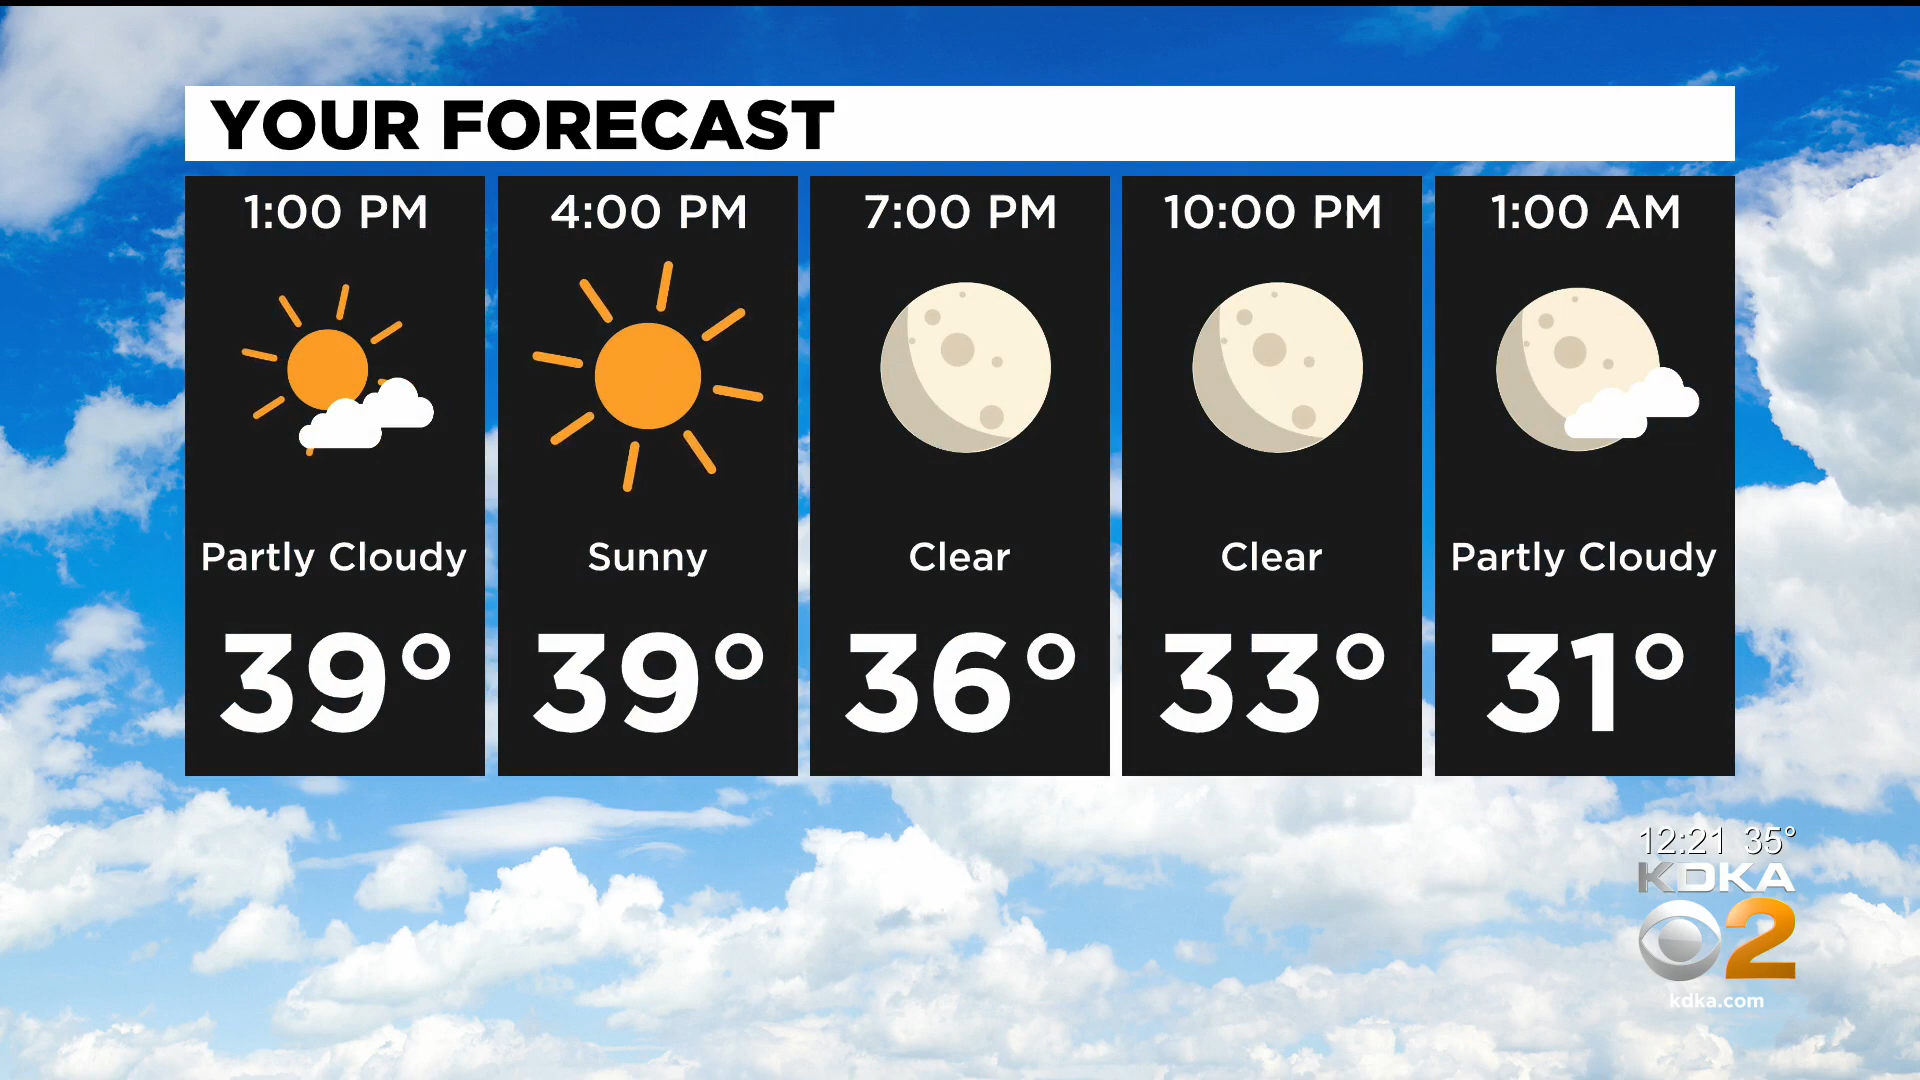 YOUR FORECAST
1:00 PM
Partly Cloudy
39°
4:00 PM
Sunny
39°
7:00 PM
Clear
36°
10:00 PM
Clear
33°
1:00 AM
Partly Cloudy
31°
12:21 35°
KDKA
2
kdka.com